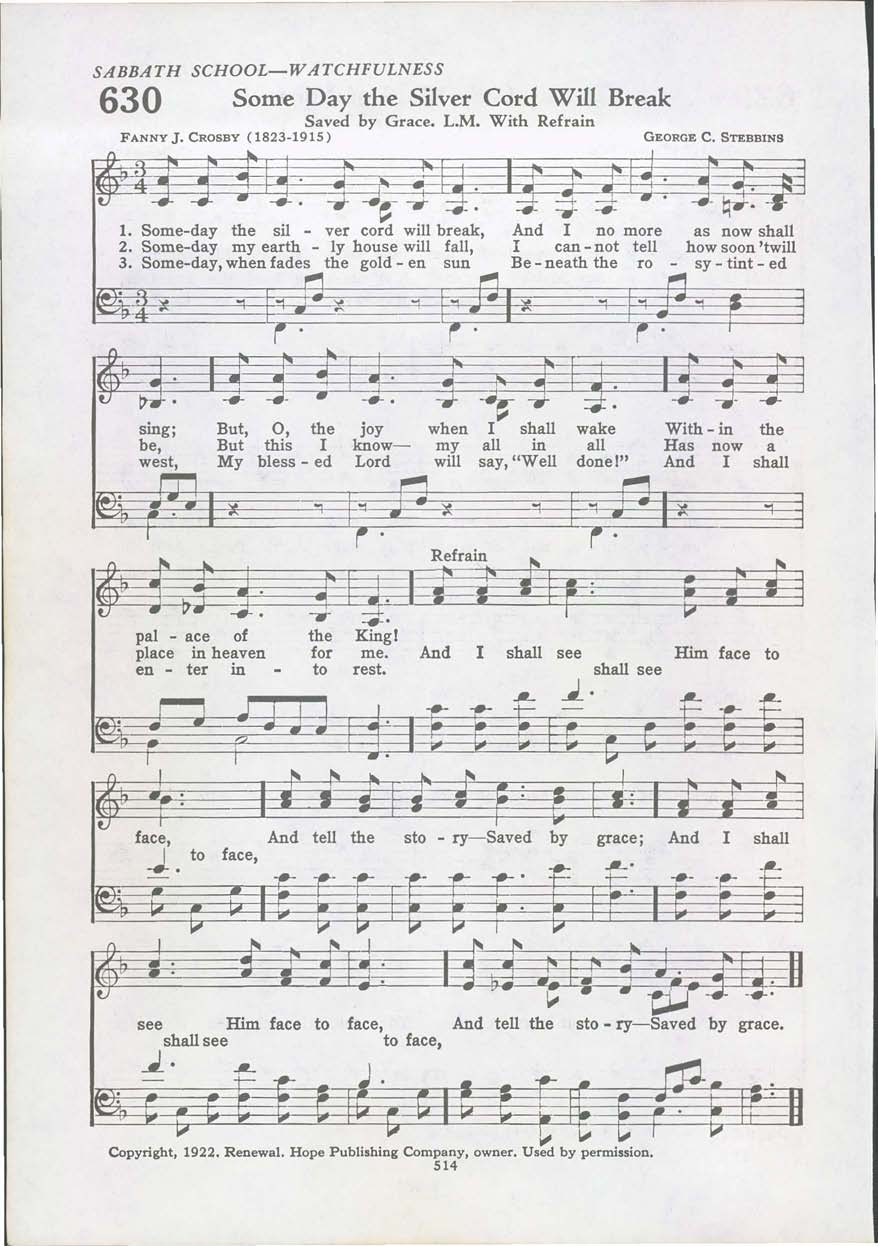 SABBATH SCHOOL—WATCHFULNESS
630 Some Day the Silver Cord Will Break
Saved by Grace. L.M. With Refrain
FANNY J. CROSBY (1823-1915) GEORGE C. STEBBINS
1. Some-day the sil - ver cord will break, And I no more as now shall
2. Some-day my earth - ly house will fall, I can - not tell how soon 'twill
3. Some-day, when fades the gold - en sun Be - neath the ro - sy - tint - ed
sing; But, O, the joy when I shall wake With - in the
be, But this I know— my all in all Has now a
west, My bless - ed Lord will say, "Well done!" And I shall
Refrain
pal - ace of the King!
place in heaven for me. And I shall see Him face to
en - ter in - to rest. shall see
face, And tell the sto - ry—Saved by grace; And I shall
to face,
see Him face to face, And tell the sto - ry—Saved by grace.
shall see to face,
Copyright, 1922. Renewal. Hope Publishing Company, owner. Used by permission.
514